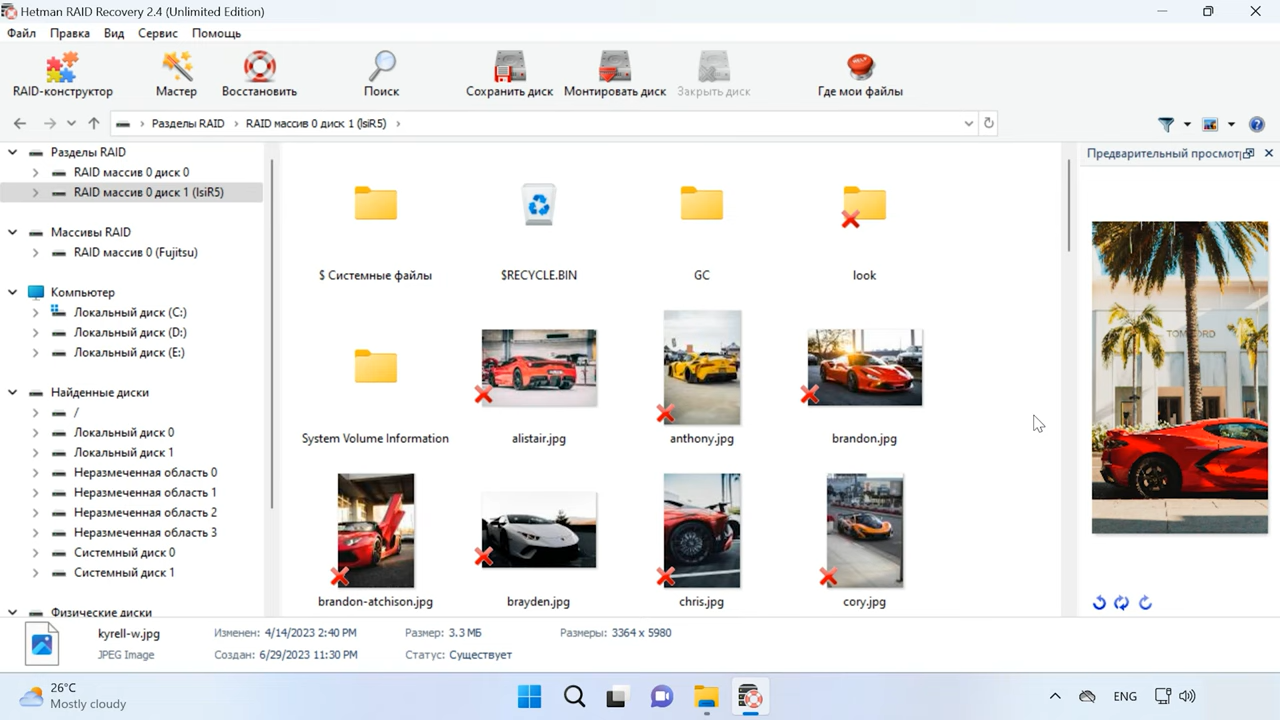 Hetman RAID Recovery 2.4 (Unlimited Edition)
Файл Правка Вид Сервис Помощь
RAID-конструктор Мастер Восстановить Поиск Сохранить диск Монтировать диск Закрыть диск Где мои файлы
Разделы RAID RAID массив 0 диск 1 (IsiR5)
Разделы RAID
RAID массив 0 диск 0
RAID массив 0 диск 1 (IsiR5)
Массивы RAID
RAID массив 0 (Fujitsu)
Компьютер
Локальный диск (C:)
Локальный диск (D:)
Локальный диск (E:)
Найденные диски
/
Локальный диск 0
Локальный диск 1
Неразмеченная область 0
Неразмеченная область 1
Неразмеченная область 2
Неразмеченная область 3
Системный диск 0
Системный диск 1
Физические диски
$ Системные файлы $RECYCLE.BIN GC look
System Volume Information alistair.jpg anthony.jpg brandon.jpg
brandon-atchison.jpg brayden.jpg chris.jpg cory.jpg
Предварительный просмотр
TOM FORD
kyrell-w.jpg Изменен: 4/14/2023 2:40 PM Размер: 3.3 МБ Размеры: 3364 x 5980
JPEG Image Создан: 6/29/2023 11:30 PM Статус: Существует
26°C
Mostly cloudy
ENG